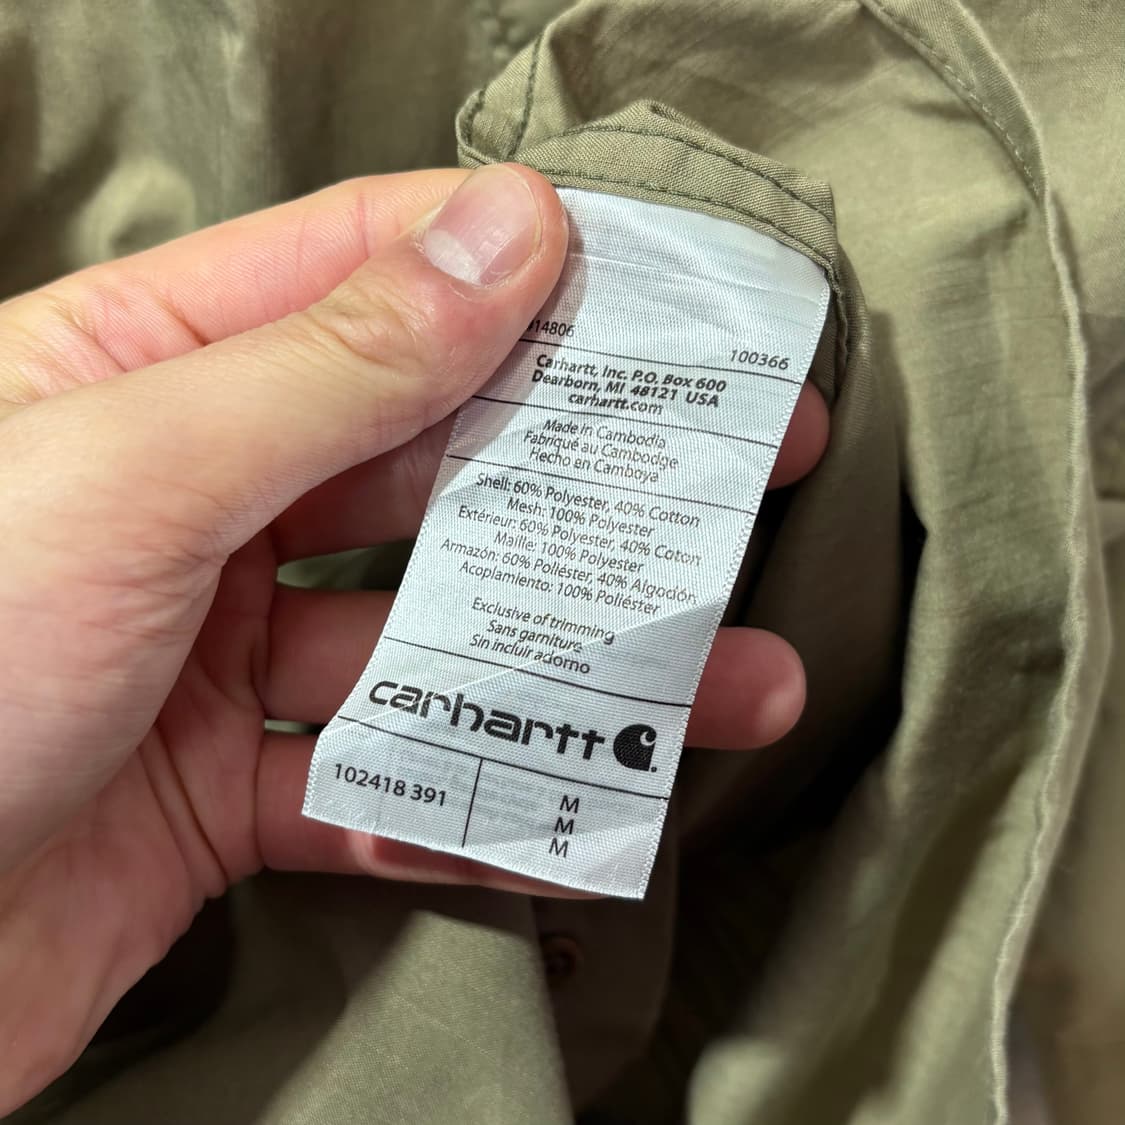 14806
100366
Carhartt, Inc. P.O. Box 600
Dearborn, MI 48121 USA
carhartt.com
Made in Cambodia
Fabriqué au Cambodge
Hecho en Camboya
Shell: 60% Polyester, 40% Cotton
Mesh: 100% Polyester
Extérieur: 60% Polyester, 40% Coton
Maille: 100% Polyester
Armazón: 60% Poliéster, 40% Algodón
Acoplamiento: 100% Poliéster
Exclusive of trimming
Sans garniture
Sin incluir adorno
carhartt
102418 391
M
M
M